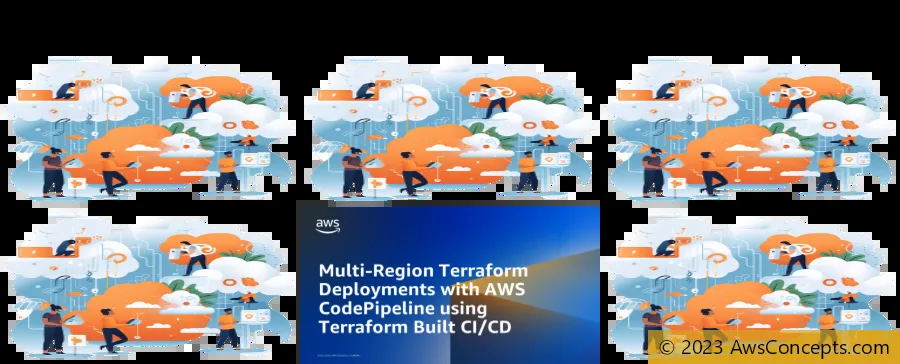 aws
Multi-Region Terraform
Deployments with AWS
CodePipeline using
Terraform Built CI/CD
© 2023 AwsConcepts.com